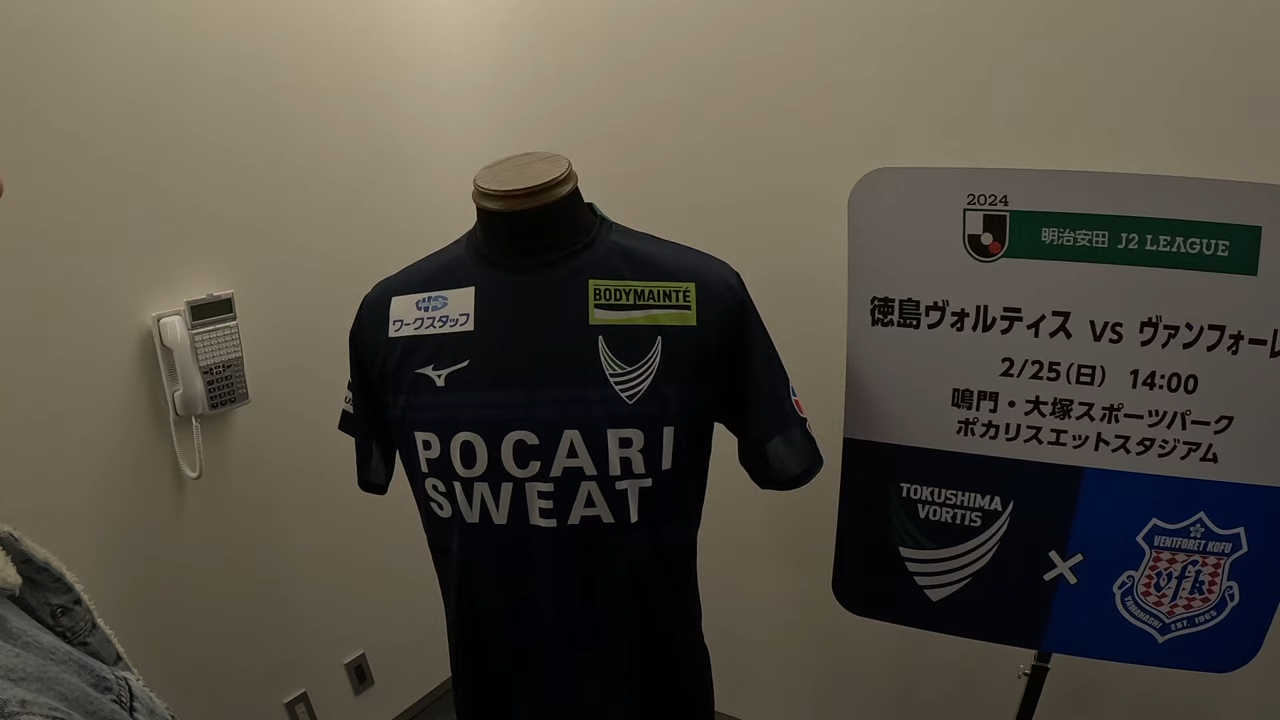 ワークスタッフ
BODYMAINTÉ
POCARI
SWEAT
2024
明治安田 J2 LEAGUE
徳島ヴォルティス vs ヴァンフォーレ
2/25(日) 14:00
鳴門・大塚スポーツパーク
ポカリスエットスタジアム
TOKUSHIMA
VORTIS
×
VENTFORET KOFU
vfk
YAMANASHI
EST. 1965